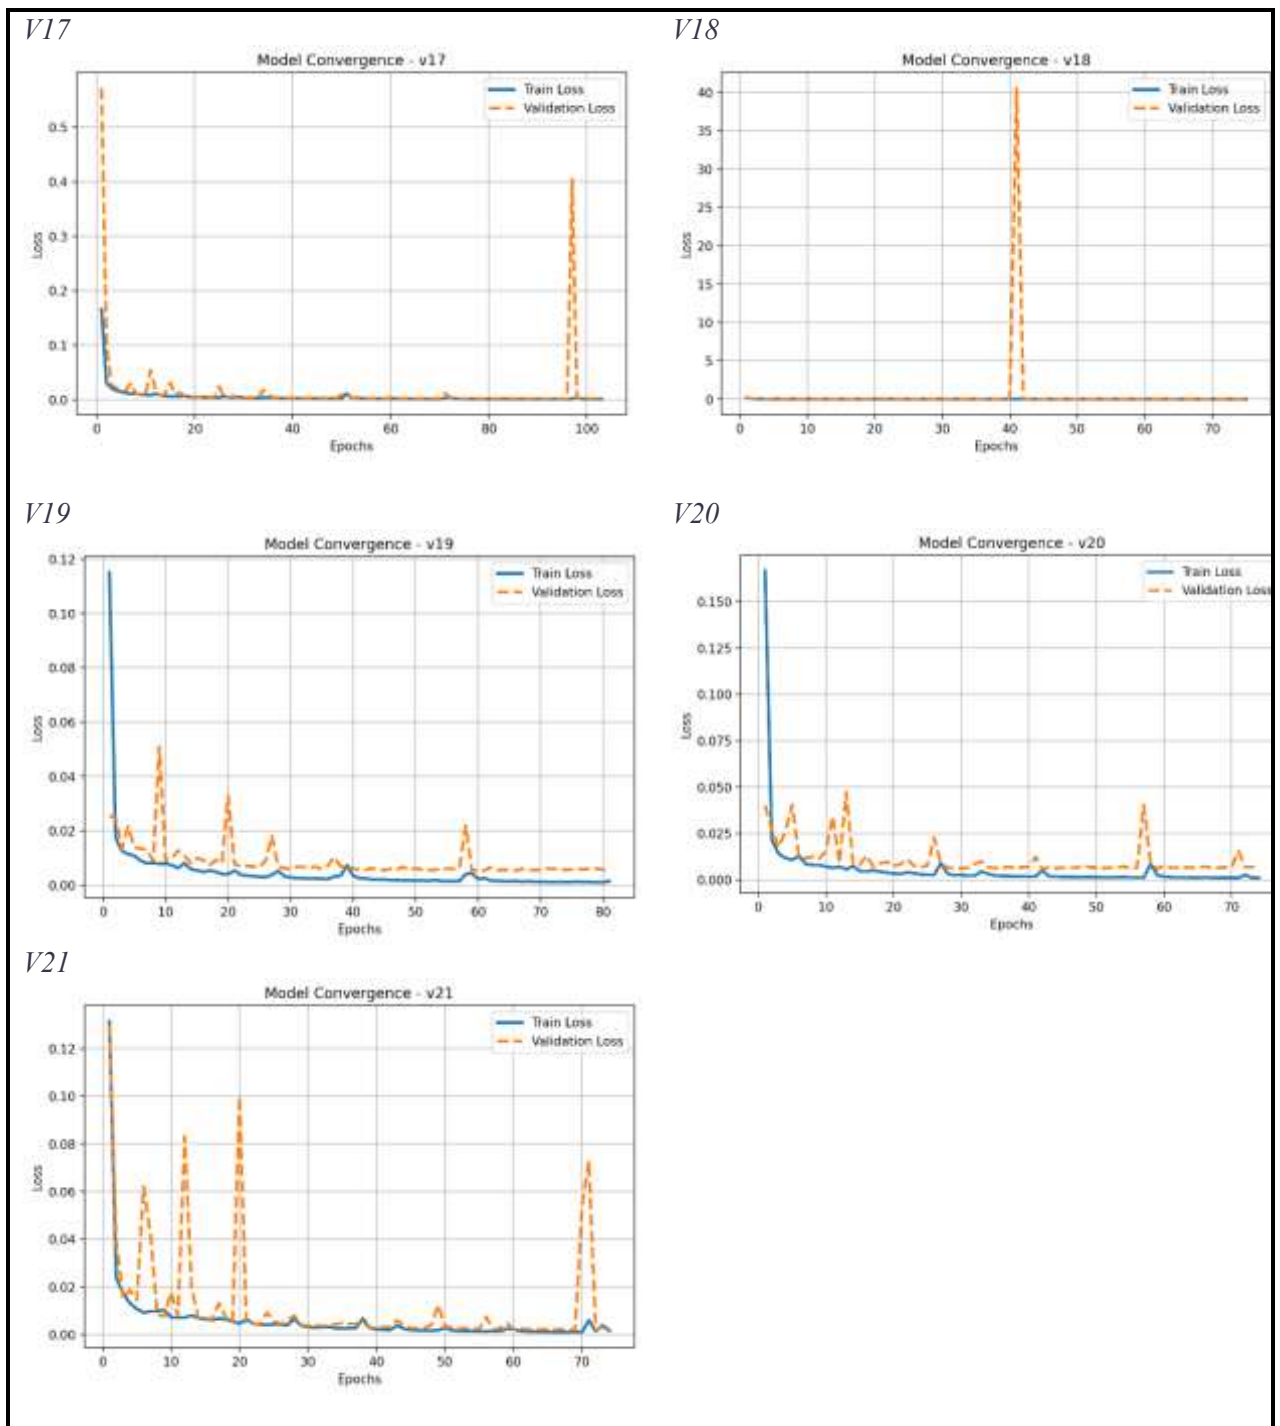 V17
V18
Model Convergence - v17
Train Loss
Validation Loss
0.5
0.4
0.3
0.2
0.1
0.0
Loss
0 20 40 60 80 100
Epochs
Model Convergence - v18
Train Loss
Validation Loss
40
35
30
25
20
15
10
5
0
Loss
0 10 20 30 40 50 60 70
Epochs
V19
V20
Model Convergence - v19
Train Loss
Validation Loss
0.12
0.10
0.08
0.06
0.04
0.02
0.00
Loss
0 10 20 30 40 50 60 70 80
Epochs
Model Convergence - v20
Train Loss
Validation Loss
0.150
0.125
0.100
0.075
0.050
0.025
0.000
Loss
0 10 20 30 40 50 60 70
Epochs
V21
Model Convergence - v21
Train Loss
Validation Loss
0.12
0.10
0.08
0.06
0.04
0.02
0.00
Loss
0 10 20 30 40 50 60 70
Epochs